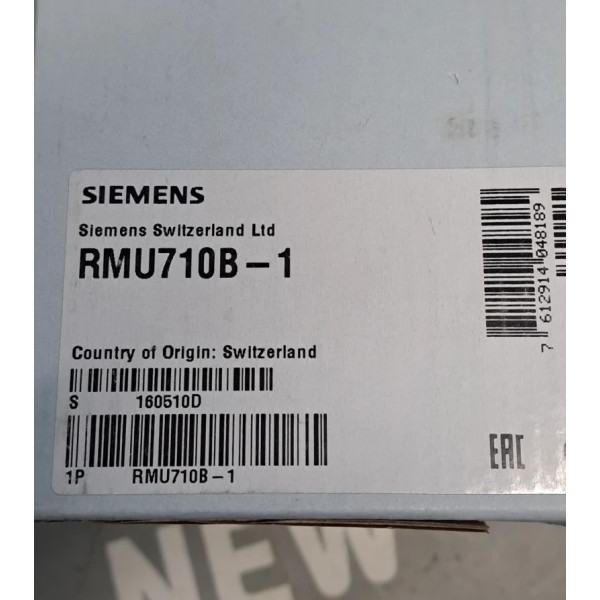 SIEMENS
Siemens Switzerland Ltd
RMU710B-1
Country of Origin: Switzerland
S 160510D
1P RMU710B-1
7 612914 048189
EAC
NEW